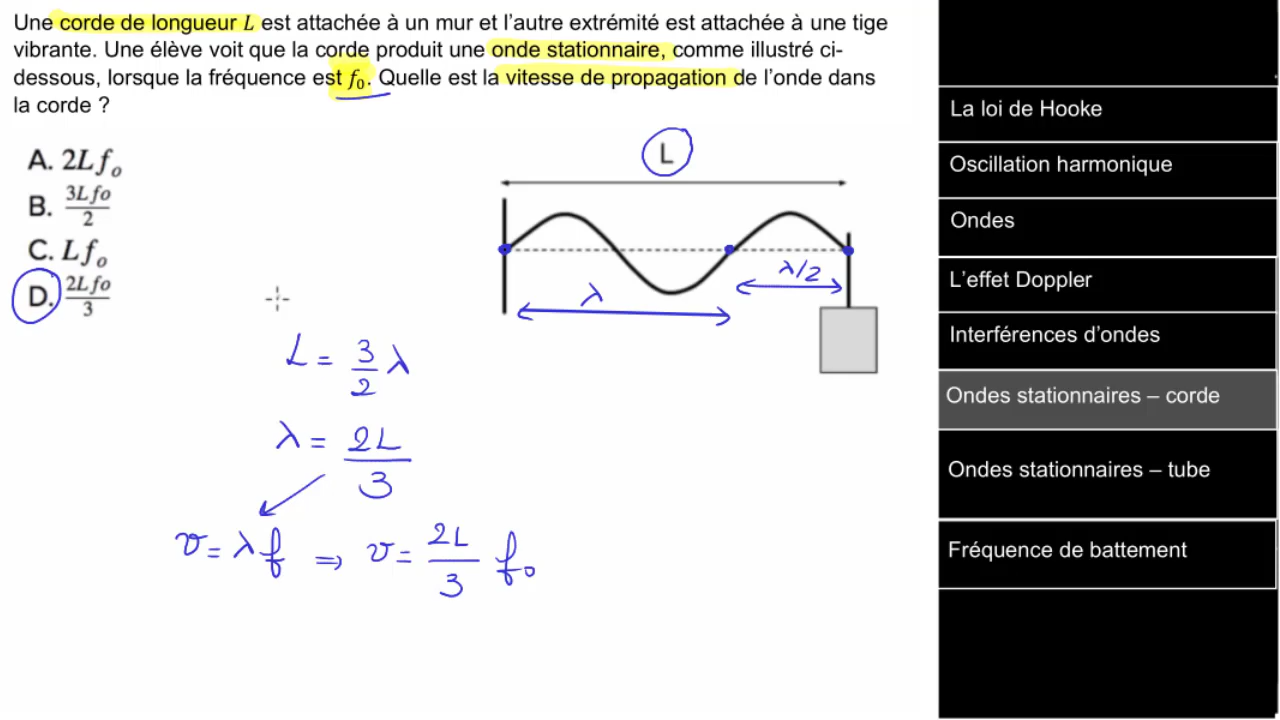 Une corde de longueur L est attachée à un mur et l’autre extrémité est attachée à une tige
vibrante. Une élève voit que la corde produit une onde stationnaire, comme illustré ci-
dessous, lorsque la fréquence est f₀. Quelle est la vitesse de propagation de l’onde dans
la corde ?
A. 2Lf₀
B. 3Lfo/2
C. Lf₀
D. 2Lfo/3
L
λ
λ/2
L = 3/2 λ
λ = 2L/3
v = λf ⇒ v = 2L/3 f₀
La loi de Hooke
Oscillation harmonique
Ondes
L’effet Doppler
Interférences d’ondes
Ondes stationnaires – corde
Ondes stationnaires – tube
Fréquence de battement